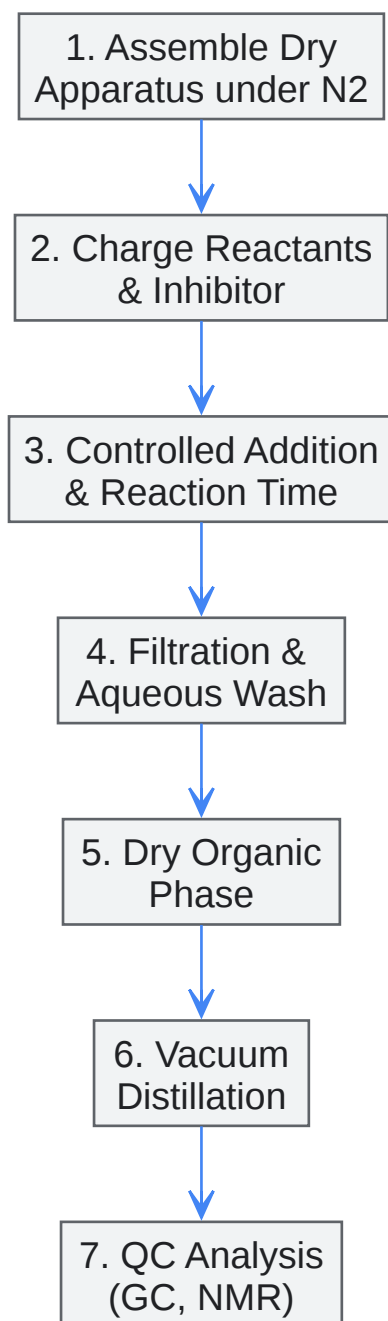 1. Assemble Dry
Apparatus under N2
2. Charge Reactants
& Inhibitor
3. Controlled Addition
& Reaction Time
4. Filtration &
Aqueous Wash
5. Dry Organic
Phase
6. Vacuum
Distillation
7. QC Analysis
(GC, NMR)